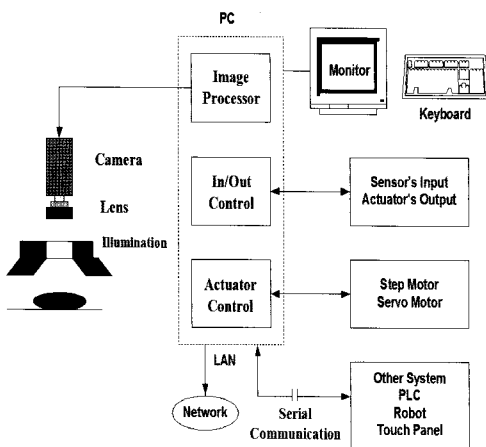 PC
Image
Processor
Monitor
Keyboard
Camera
Lens
Illumination
In/Out
Control
Sensor's Input
Actuator's Output
Actuator
Control
Step Motor
Servo Motor
LAN
Network
Serial
Communication
Other System
PLC
Robot
Touch Panel